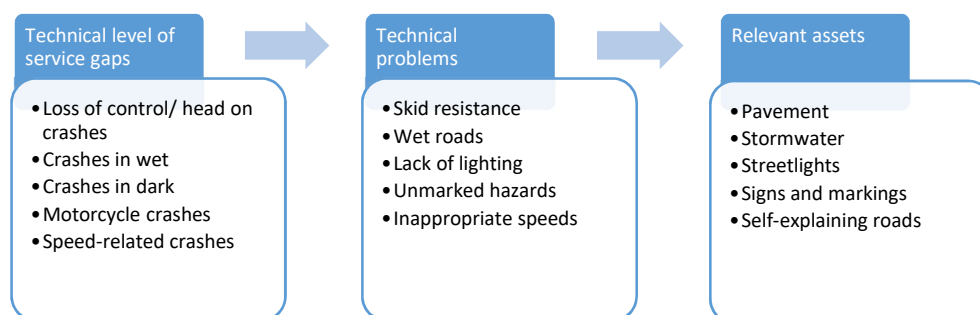 Technical level of
service gaps
• Loss of control/ head on
crashes
• Crashes in wet
• Crashes in dark
• Motorcycle crashes
• Speed-related crashes
Technical
problems
• Skid resistance
• Wet roads
• Lack of lighting
• Unmarked hazards
• Inappropriate speeds
Relevant assets
• Pavement
• Stormwater
• Streetlights
• Signs and markings
• Self-explaining roads